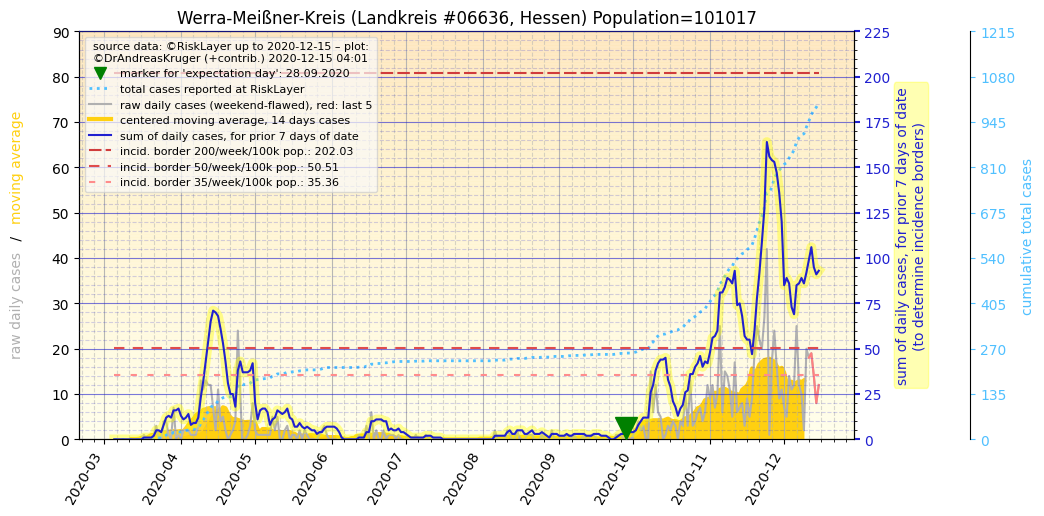 Werra-Meißner-Kreis (Landkreis #06636, Hessen) Population=101017
source data: ©RiskLayer up to 2020-12-15 – plot:
©DrAndreasKruger (+contrib.) 2020-12-15 04:01
marker for 'expectation day': 28.09.2020
total cases reported at RiskLayer
raw daily cases (weekend-flawed), red: last 5
centered moving average, 14 days cases
sum of daily cases, for prior 7 days of date
incid. border 200/week/100k pop.: 202.03
incid. border 50/week/100k pop.: 50.51
incid. border 35/week/100k pop.: 35.36
raw daily cases / moving average
90
80
70
60
50
40
30
20
10
0
225
200
175
150
125
100
75
50
25
0
sum of daily cases, for prior 7 days of date
(to determine incidence borders)
1215
1080
945
810
675
540
405
270
135
0
cumulative total cases
2020-03
2020-04
2020-05
2020-06
2020-07
2020-08
2020-09
2020-10
2020-11
2020-12